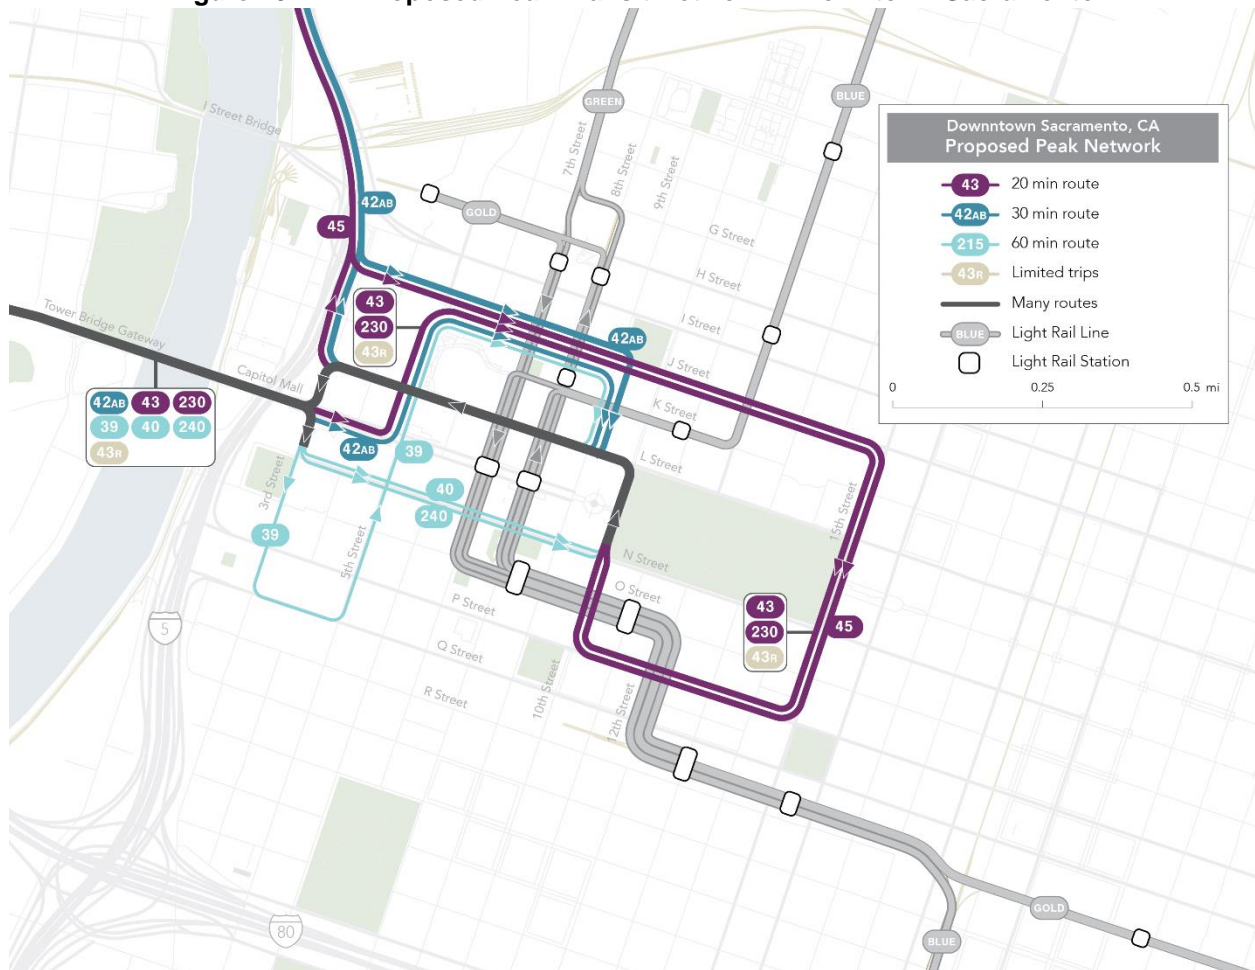 I Street Bridge
GREEN
BLUE
7th Street
8th Street
9th Street
Downntown Sacramento, CA
Proposed Peak Network
43 20 min route
42AB 30 min route
215 60 min route
43R Limited trips
Many routes
BLUE Light Rail Line
Light Rail Station
0 0.25 0.5 mi
42AB
45
GOLD
G Street
H Street
I Street
J Street
K Street
L Street
43
230
43R
42AB
Tower Bridge Gateway
Capitol Mall
42AB 43 230
39 40 240
43R
42AB
39
40
240
3rd Street
39
5th Street
15th Street
N Street
O Street
P Street
Q Street
R Street
10th Street
12th Street
43
230
43R
45
5
80
GOLD
BLUE